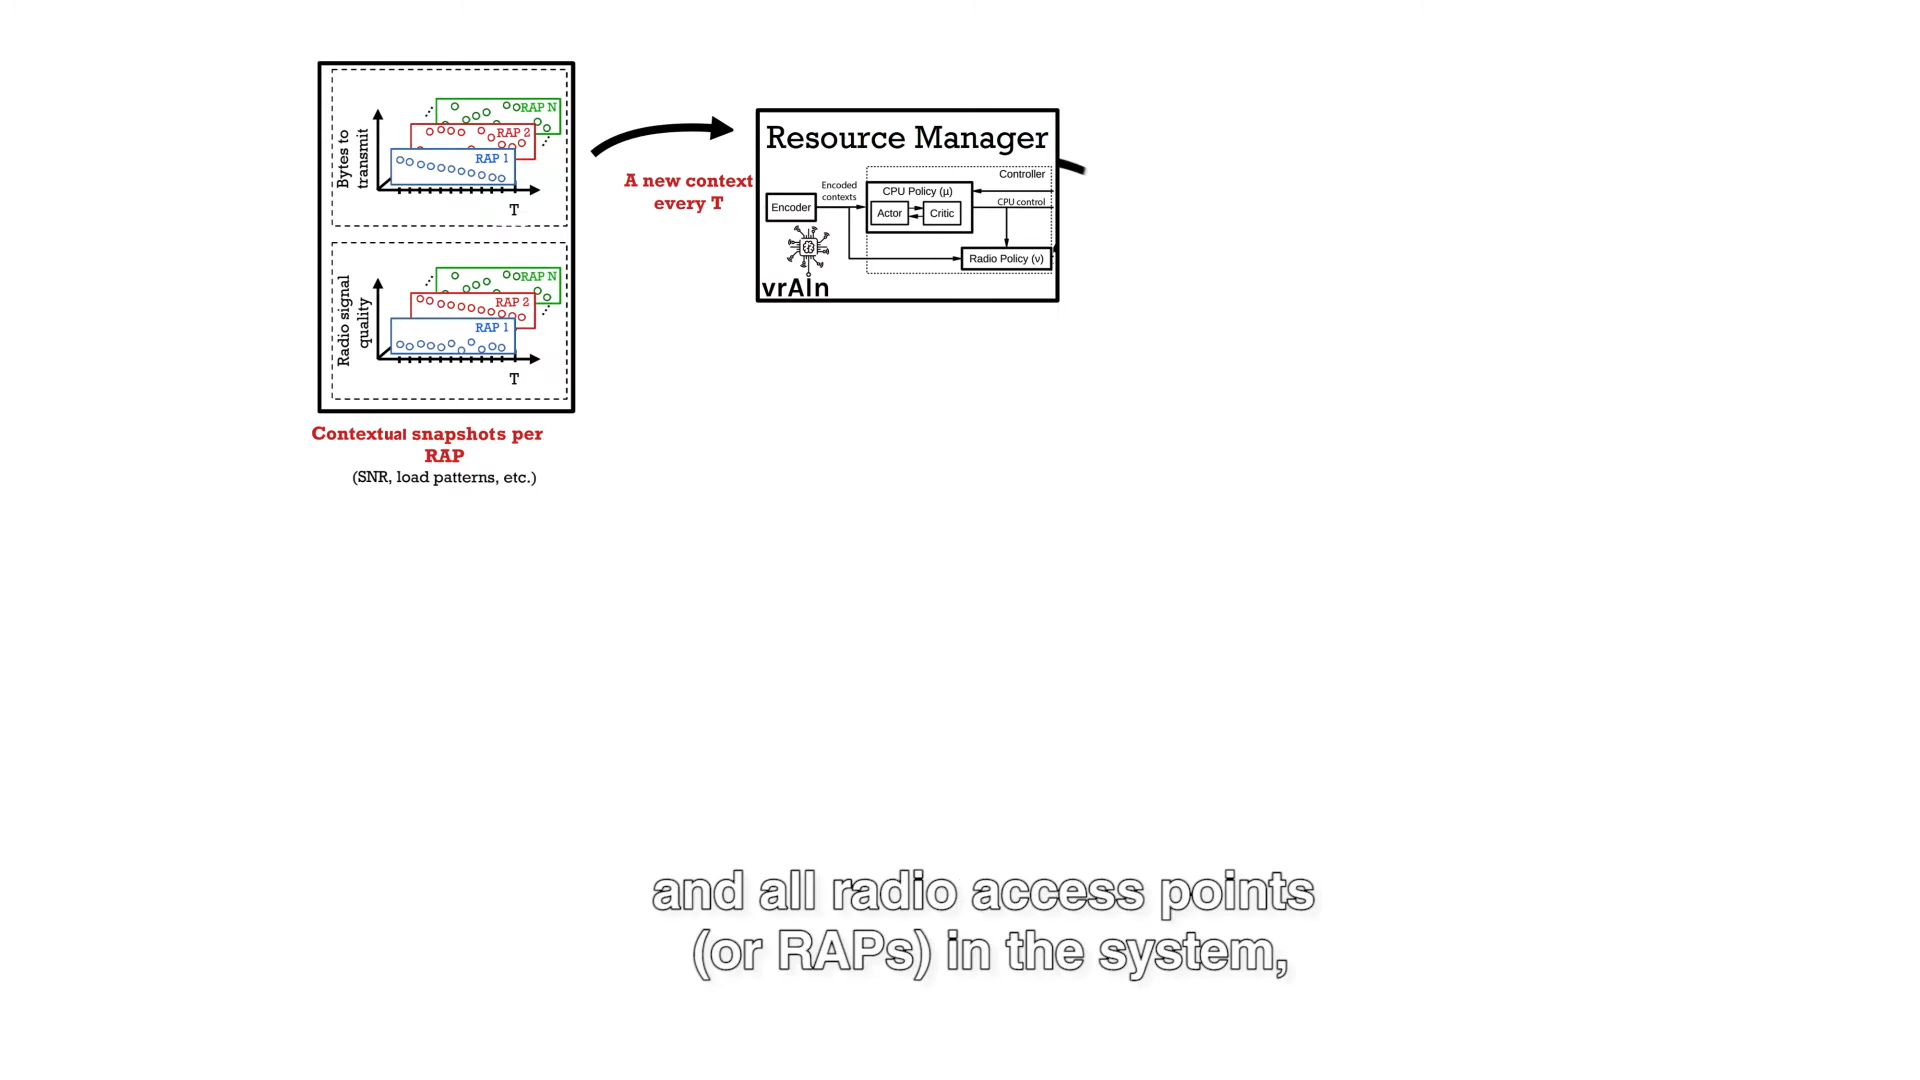 Bytes to
transmit
RAP N
RAP 2
RAP 1
T
Radio signal
quality
RAP N
RAP 2
RAP 1
T
Contextual snapshots per
RAP
(SNR, load patterns, etc.)
A new context
every T
Resource Manager
Controller
Encoded
contexts
CPU Policy (μ)
Encoder
Actor
Critic
CPU control
Radio Policy (ν)
vrAIn
and all radio access points
(or RAPs) in the system,